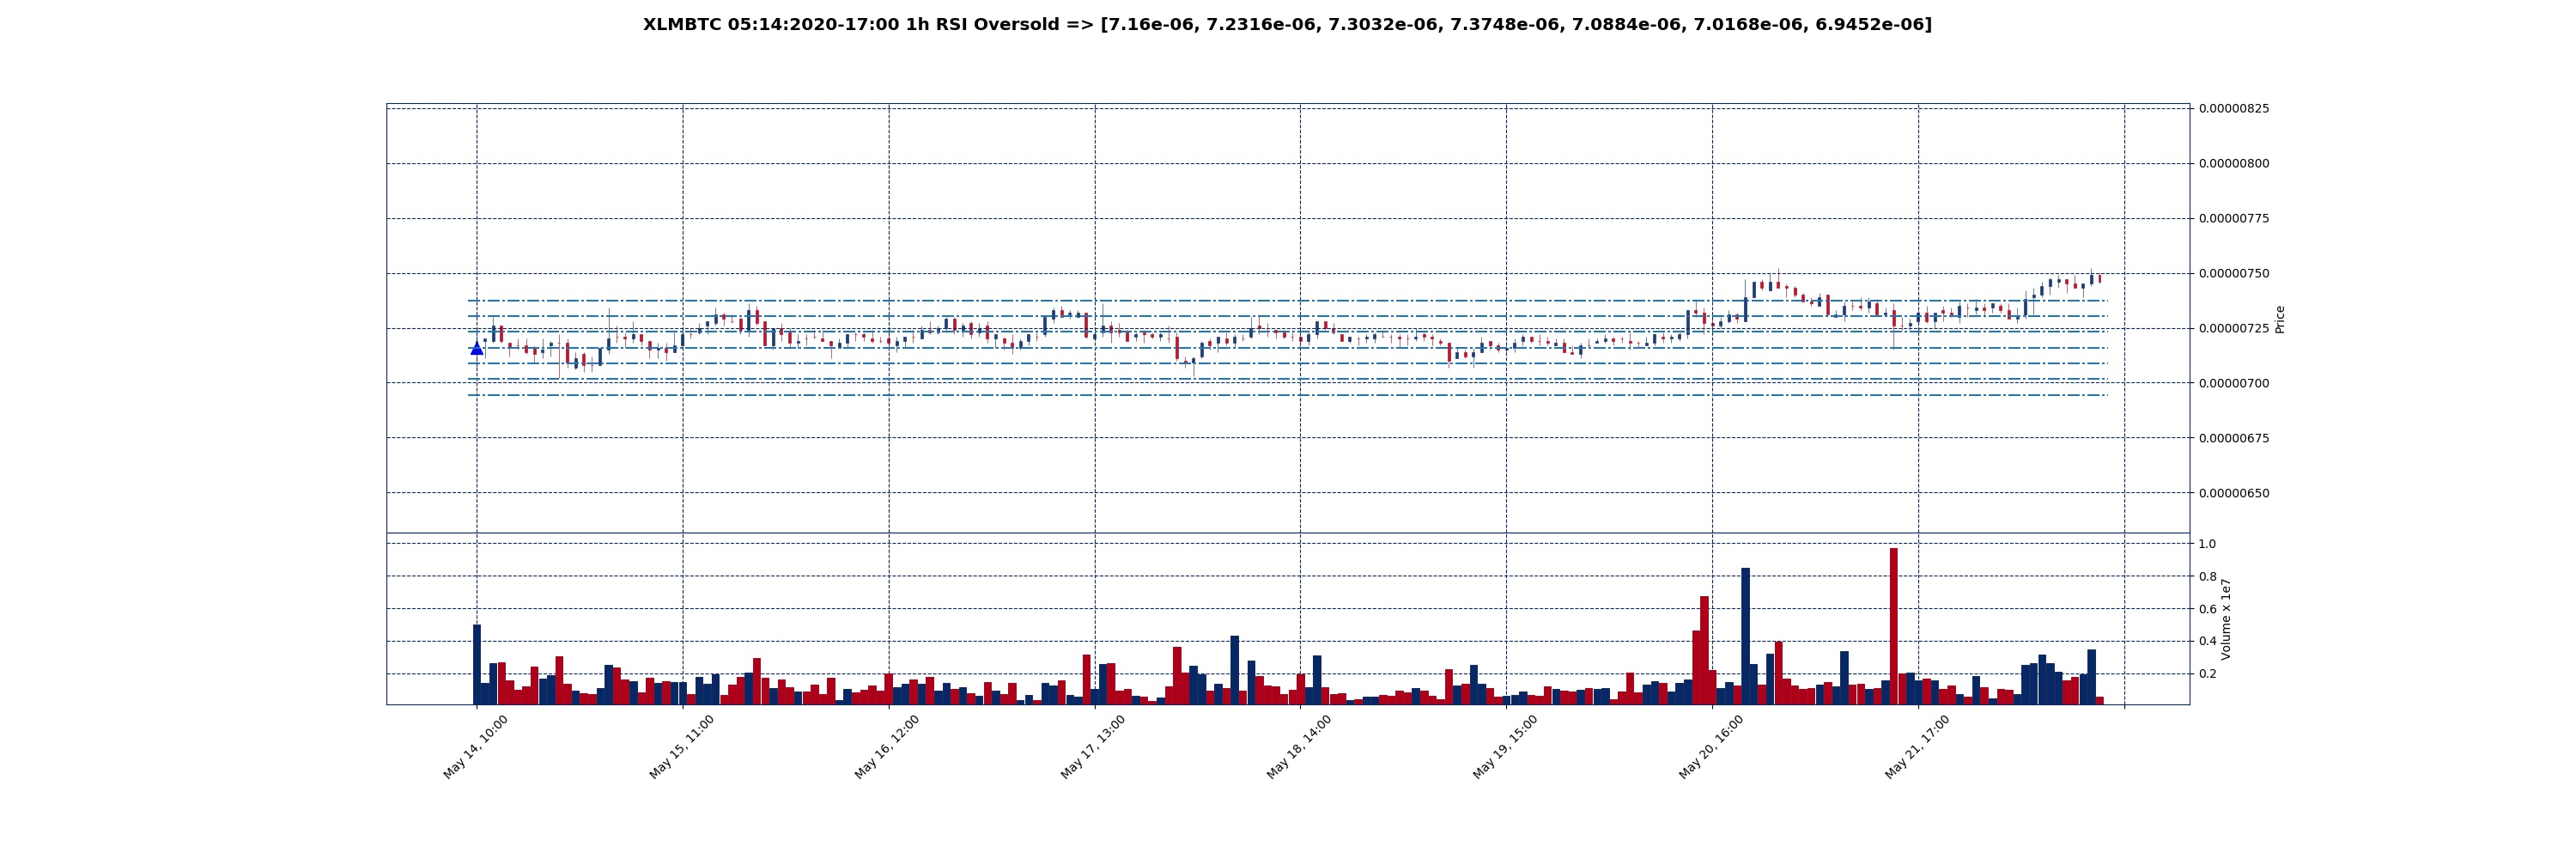 XLMBTC 05:14:2020-17:00 1h RSI Oversold => [7.16e-06, 7.2316e-06, 7.3032e-06, 7.3748e-06, 7.0884e-06, 7.0168e-06, 6.9452e-06]
0.00000825
0.00000800
0.00000775
0.00000750
0.00000725
0.00000700
0.00000675
0.00000650
Price
1.0
0.8
0.6
0.4
0.2
Volume x 1e7
May 14, 10:00
May 15, 11:00
May 16, 12:00
May 17, 13:00
May 18, 14:00
May 19, 15:00
May 20, 16:00
May 21, 17:00